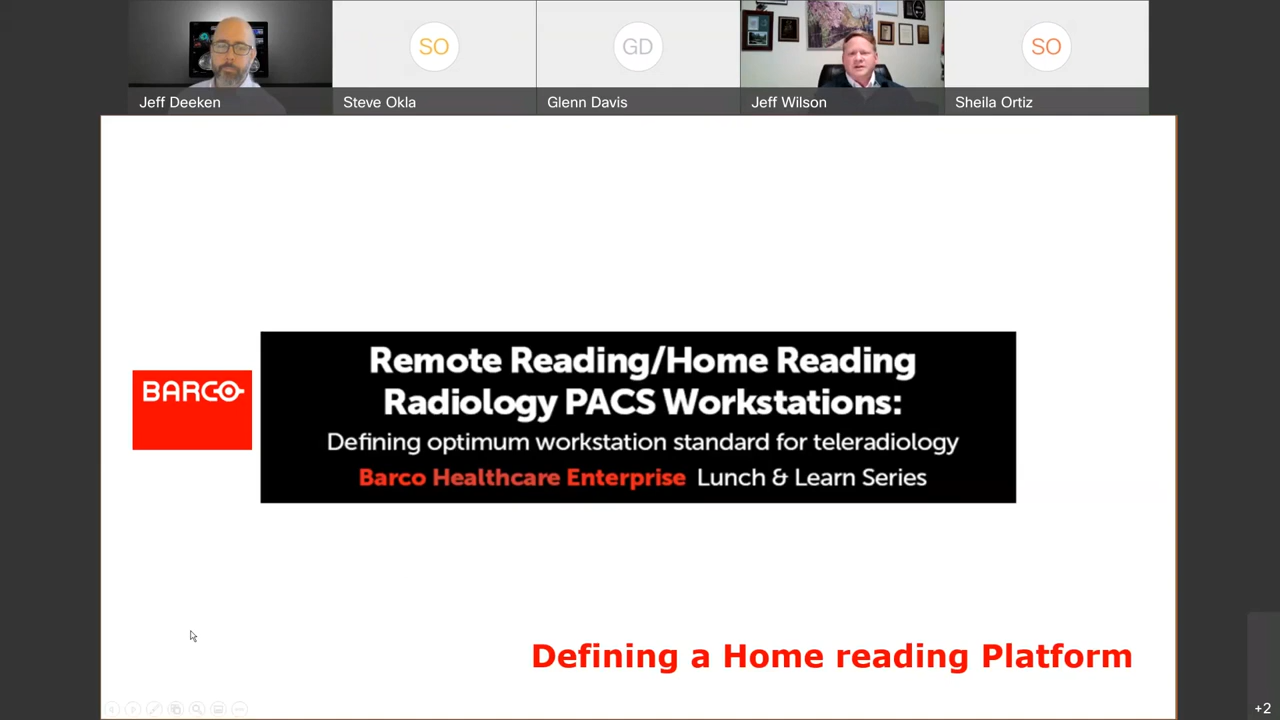 SO
GD
SO
Jeff Deeken
Steve Okla
Glenn Davis
Jeff Wilson
Sheila Ortiz
BARCO
Remote Reading/Home Reading
Radiology PACS Workstations:
Defining optimum workstation standard for teleradiology
Barco Healthcare Enterprise Lunch & Learn Series
Defining a Home reading Platform
+2